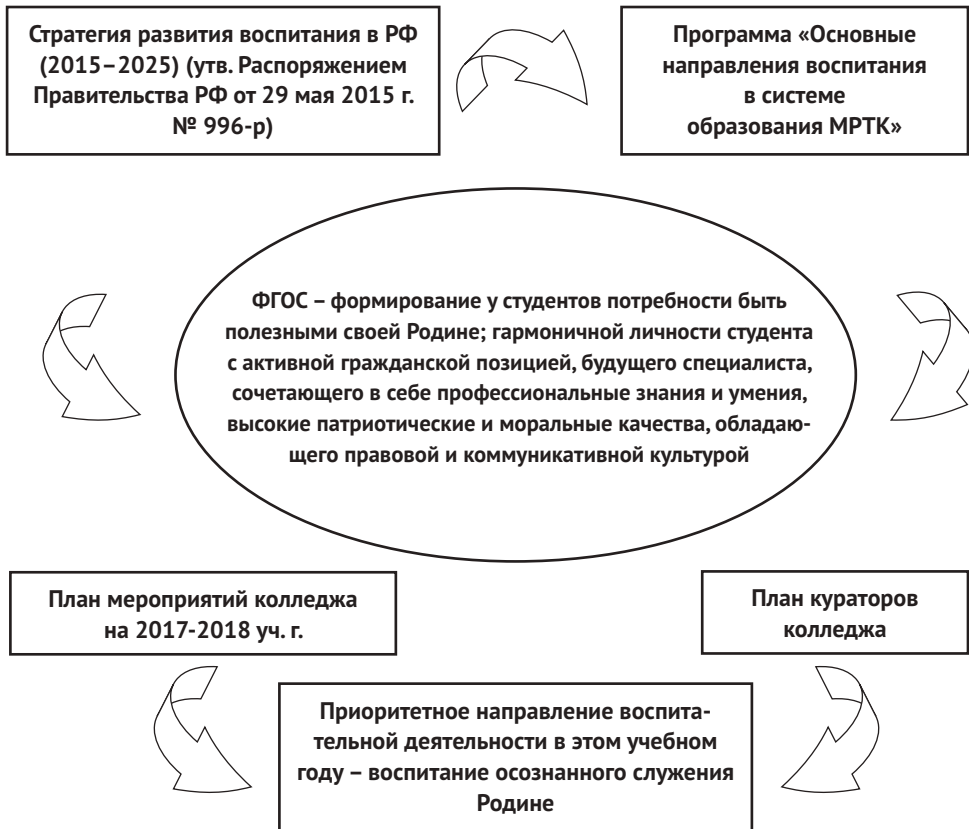 Стратегия развития воспитания в РФ
(2015–2025) (утв. Распоряжением
Правительства РФ от 29 мая 2015 г.
№ 996-р)
Программа «Основные
направления воспитания
в системе
образования МРТК»
ФГОС – формирование у студентов потребности быть
полезными своей Родине; гармоничной личности студента
с активной гражданской позицией, будущего специалиста,
сочетающего в себе профессиональные знания и умения,
высокие патриотические и моральные качества, обладаю-
щего правовой и коммуникативной культурой
План мероприятий колледжа
на 2017-2018 уч. г.
План кураторов
колледжа
Приоритетное направление воспита-
тельной деятельности в этом учебном
году – воспитание осознанного служения
Родине